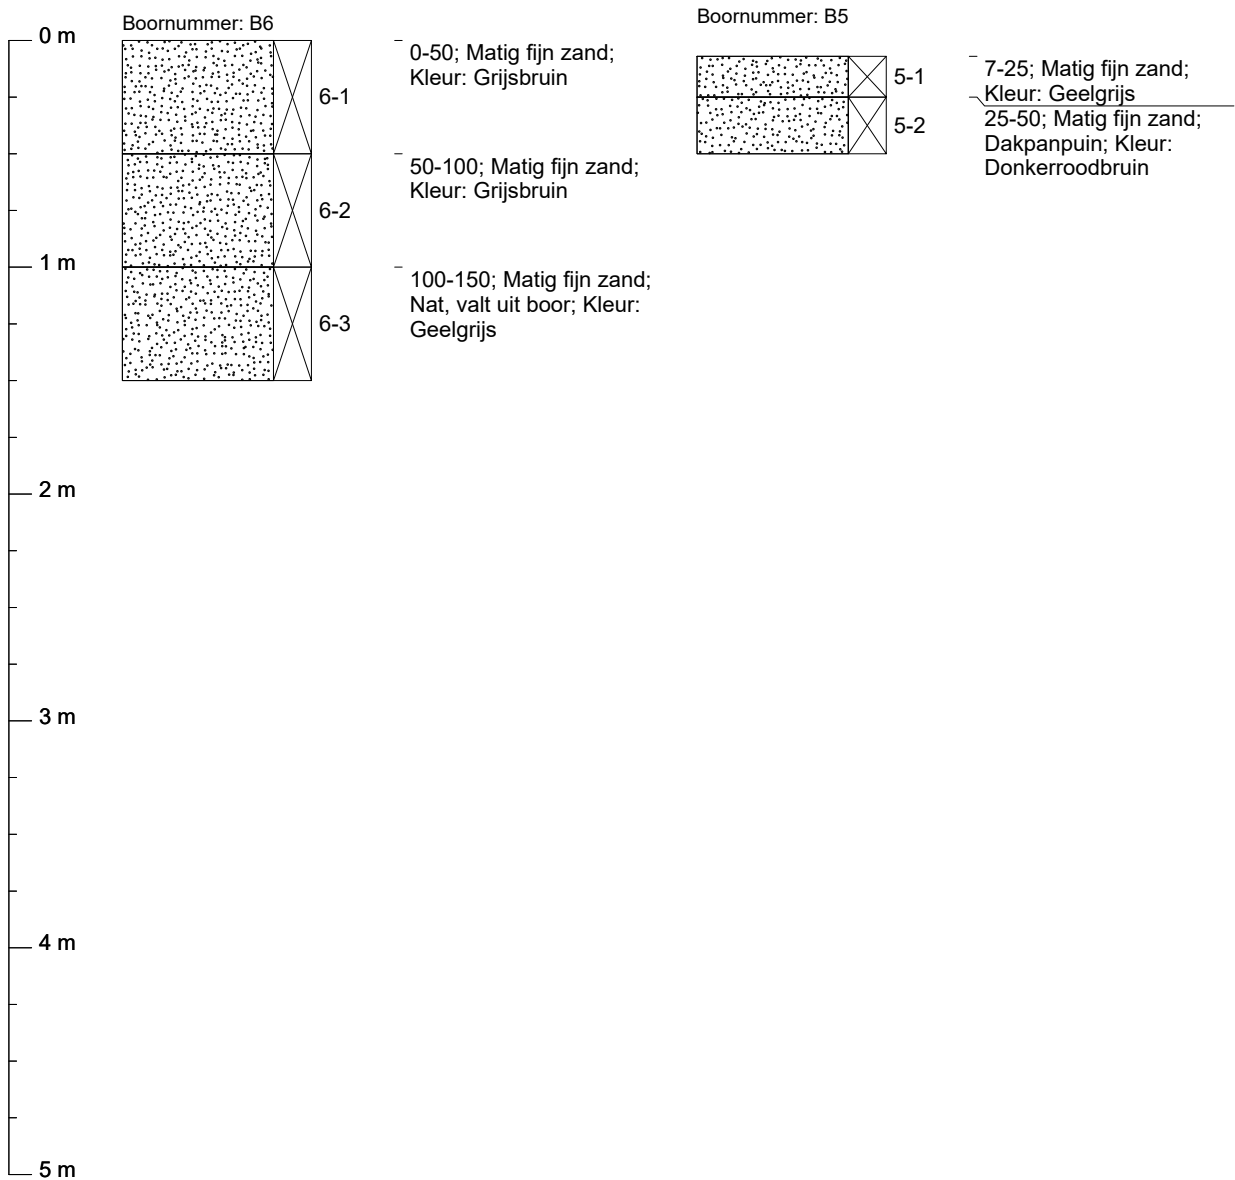 Boornummer: B6
0 m
1 m
2 m
3 m
4 m
5 m
6-1
6-2
6-3
0-50; Matig fijn zand;
Kleur: Grijsbruin
50-100; Matig fijn zand;
Kleur: Grijsbruin
100-150; Matig fijn zand;
Nat, valt uit boor; Kleur:
Geelgrijs
Boornummer: B5
5-1
5-2
7-25; Matig fijn zand;
Kleur: Geelgrijs
25-50; Matig fijn zand;
Dakpanpuin; Kleur:
Donkerroodbruin